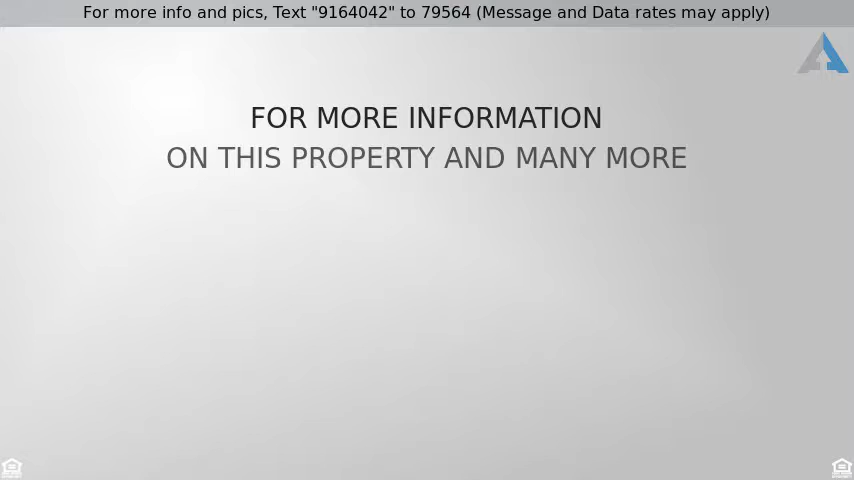 For more info and pics, Text "9164042" to 79564 (Message and Data rates may apply)
FOR MORE INFORMATION
ON THIS PROPERTY AND MANY MORE